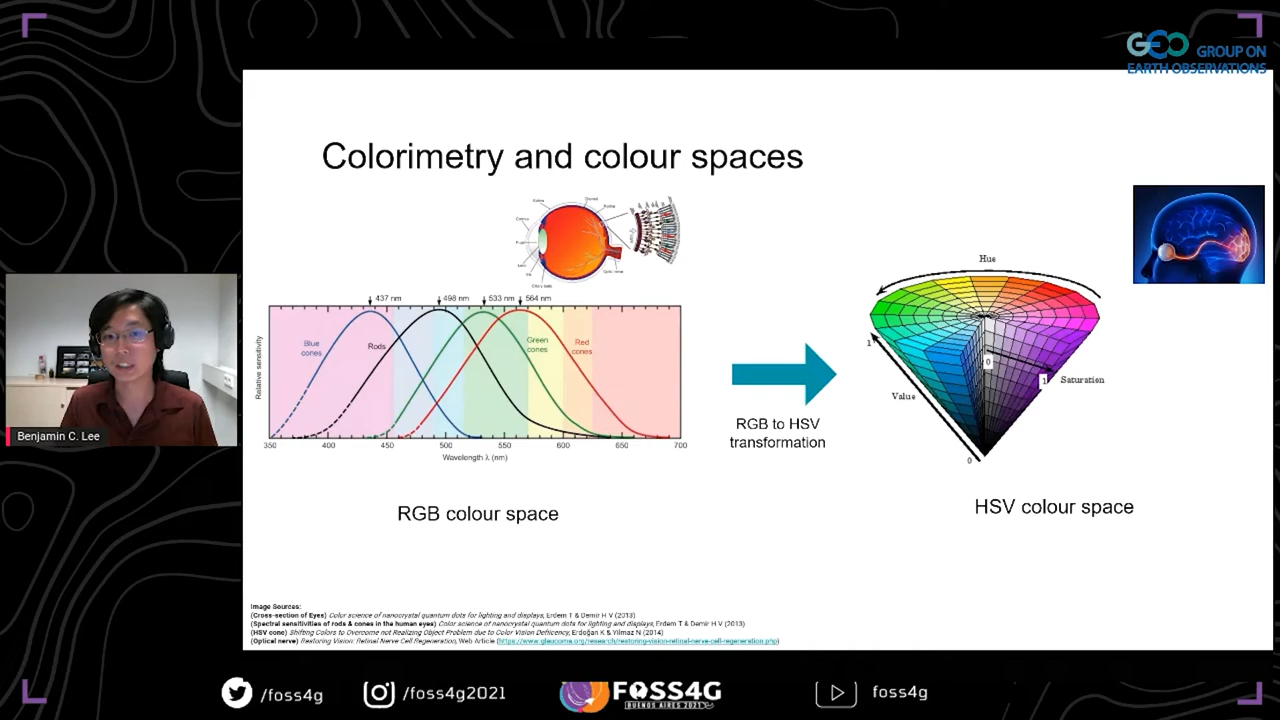 GEO GROUP ON
EARTH OBSERVATIONS
Colorimetry and colour spaces
Hue
437 nm
498 nm
533 nm
564 nm
Blue
cones
Rods
Green
cones
Red
cones
Relative sensitivity
350
400
450
500
550
600
650
700
Wavelength λ (nm)
RGB to HSV
transformation
1
0
1
Saturation
Value
0
Benjamin C. Lee
RGB colour space
HSV colour space
Image Sources:
(Cross-section of Eyes) Color science of nanocrystal quantum dots for lighting and displays, Erdem T & Demir H V (2013)
(Spectral sensitivities of rods & cones in the human eyes) Color science of nanocrystal quantum dots for lighting and displays, Erdem T & Demir H V (2013)
(HSV cone) Shifting Colors to Overcome not Realizing Object Problem due to Color Vision Deficiency, Erdoğan K & Yilmaz N (2014)
(Optical nerve) Restoring Vision: Retinal Nerve Cell Regeneration, Web Article (https://www.glaucoma.org/research/restoring-vision-retinal-nerve-cell-regeneration.php)
/foss4g
/foss4g2021
FOSS4G
BUENOS AIRES 2021
foss4g